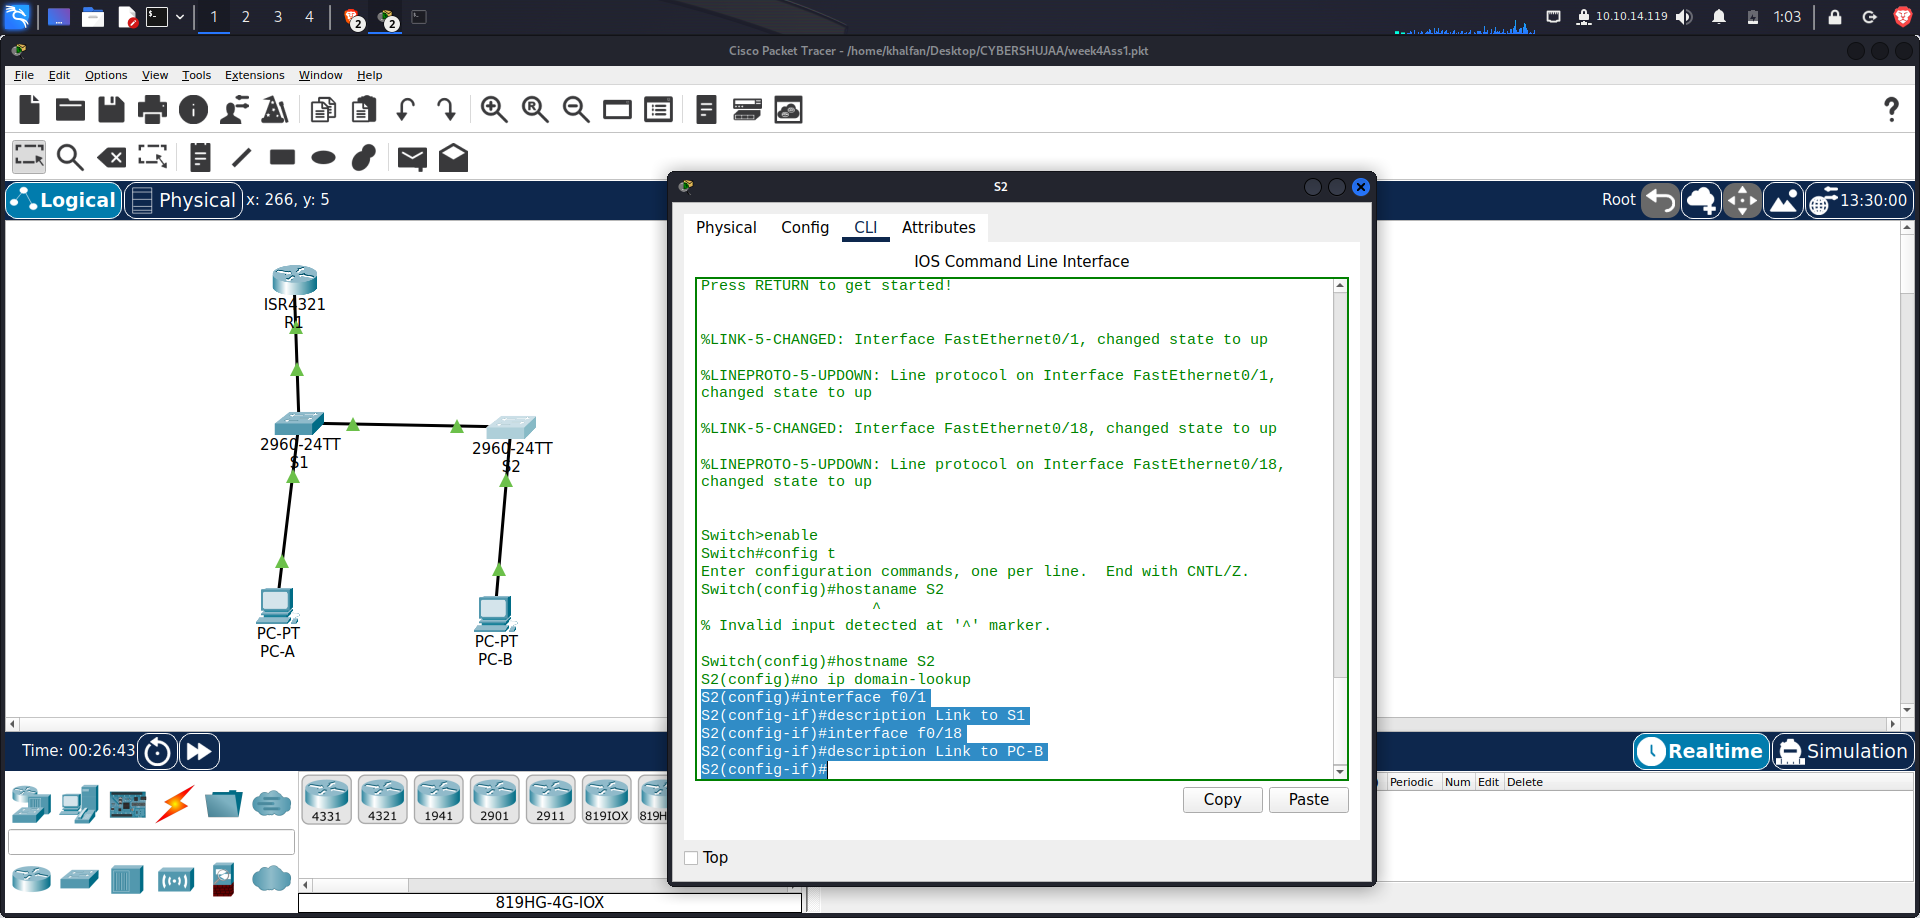 1
2
3
4
2
2
10.10.14.119
1:03
Cisco Packet Tracer - /home/khalfan/Desktop/CYBERSHUJAA/week4Ass1.pkt
File Edit Options View Tools Extensions Window Help
Logical
Physical
x: 266, y: 5
Root
13:30:00
ISR4321
R1
2960-24TT
S1
2960-24TT
S2
PC-PT
PC-A
PC-PT
PC-B
S2
Physical Config CLI Attributes
IOS Command Line Interface
Press RETURN to get started!
%LINK-5-CHANGED: Interface FastEthernet0/1, changed state to up
%LINEPROTO-5-UPDOWN: Line protocol on Interface FastEthernet0/1,
changed state to up
%LINK-5-CHANGED: Interface FastEthernet0/18, changed state to up
%LINEPROTO-5-UPDOWN: Line protocol on Interface FastEthernet0/18,
changed state to up
Switch>enable
Switch#config t
Enter configuration commands, one per line.  End with CNTL/Z.
Switch(config)#hostaname S2
^
% Invalid input detected at '^' marker.
Switch(config)#hostname S2
S2(config)#no ip domain-lookup
S2(config)#interface f0/1
S2(config-if)#description Link to S1
S2(config-if)#interface f0/18
S2(config-if)#description Link to PC-B
S2(config-if)#
Copy
Paste
Top
Time: 00:26:43
Realtime
Simulation
Periodic Num Edit Delete
4331
4321
1941
2901
2911
819IOX
819H
819HG-4G-IOX